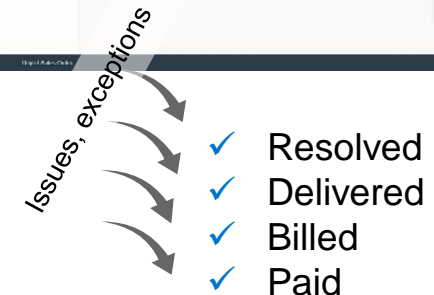 Issues, exceptions
Resolved
Delivered
Billed
Paid